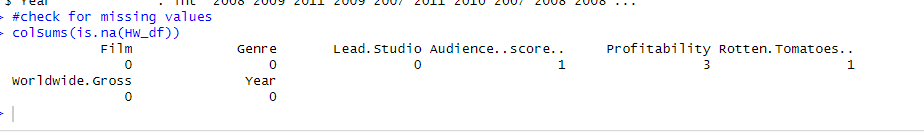 $ Year : int 2008 2009 2011 2009 2007 2011 2010 2007 2008 2008 ...
> #check for missing values
> colSums(is.na(HW_df))
Film Genre Lead.Studio Audience..score.. Profitability Rotten.Tomatoes..
0 0 0 1 3 1
Worldwide.Gross Year
0 0
>